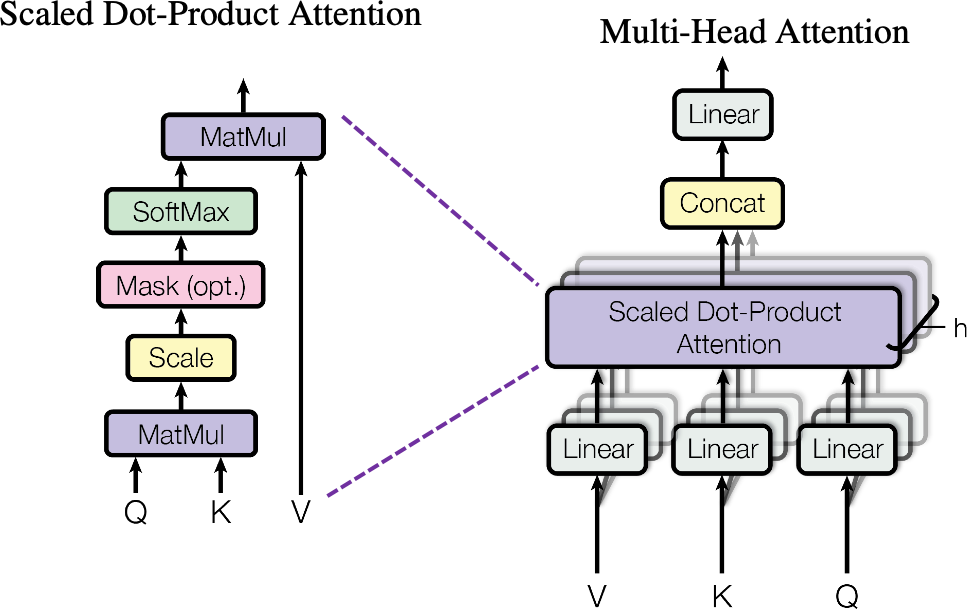 Scaled Dot-Product Attention
MatMul
SoftMax
Mask (opt.)
Scale
MatMul
Q K V
Multi-Head Attention
Linear
Concat
Scaled Dot-Product
Attention
h
Linear Linear Linear
V K Q